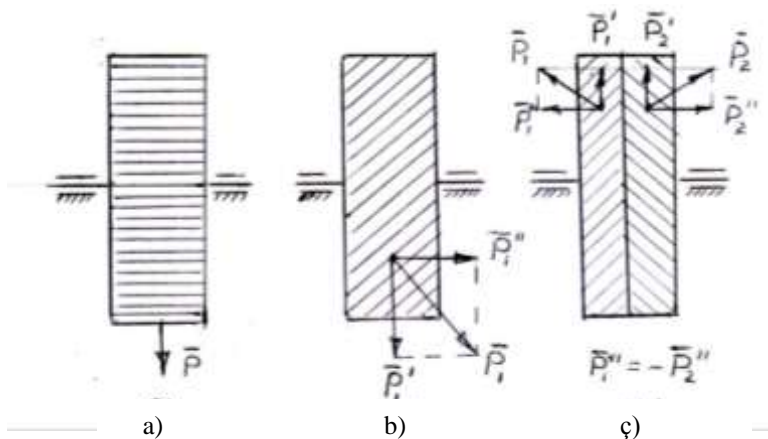 P̄₁' P̄₂'
P̄₁ P̄₂
P̄₁'' P̄₂''
P̄₁''
P̄ P̄₁' P̄₁ P̄₁'' = -P̄₂''
a) b) ç)